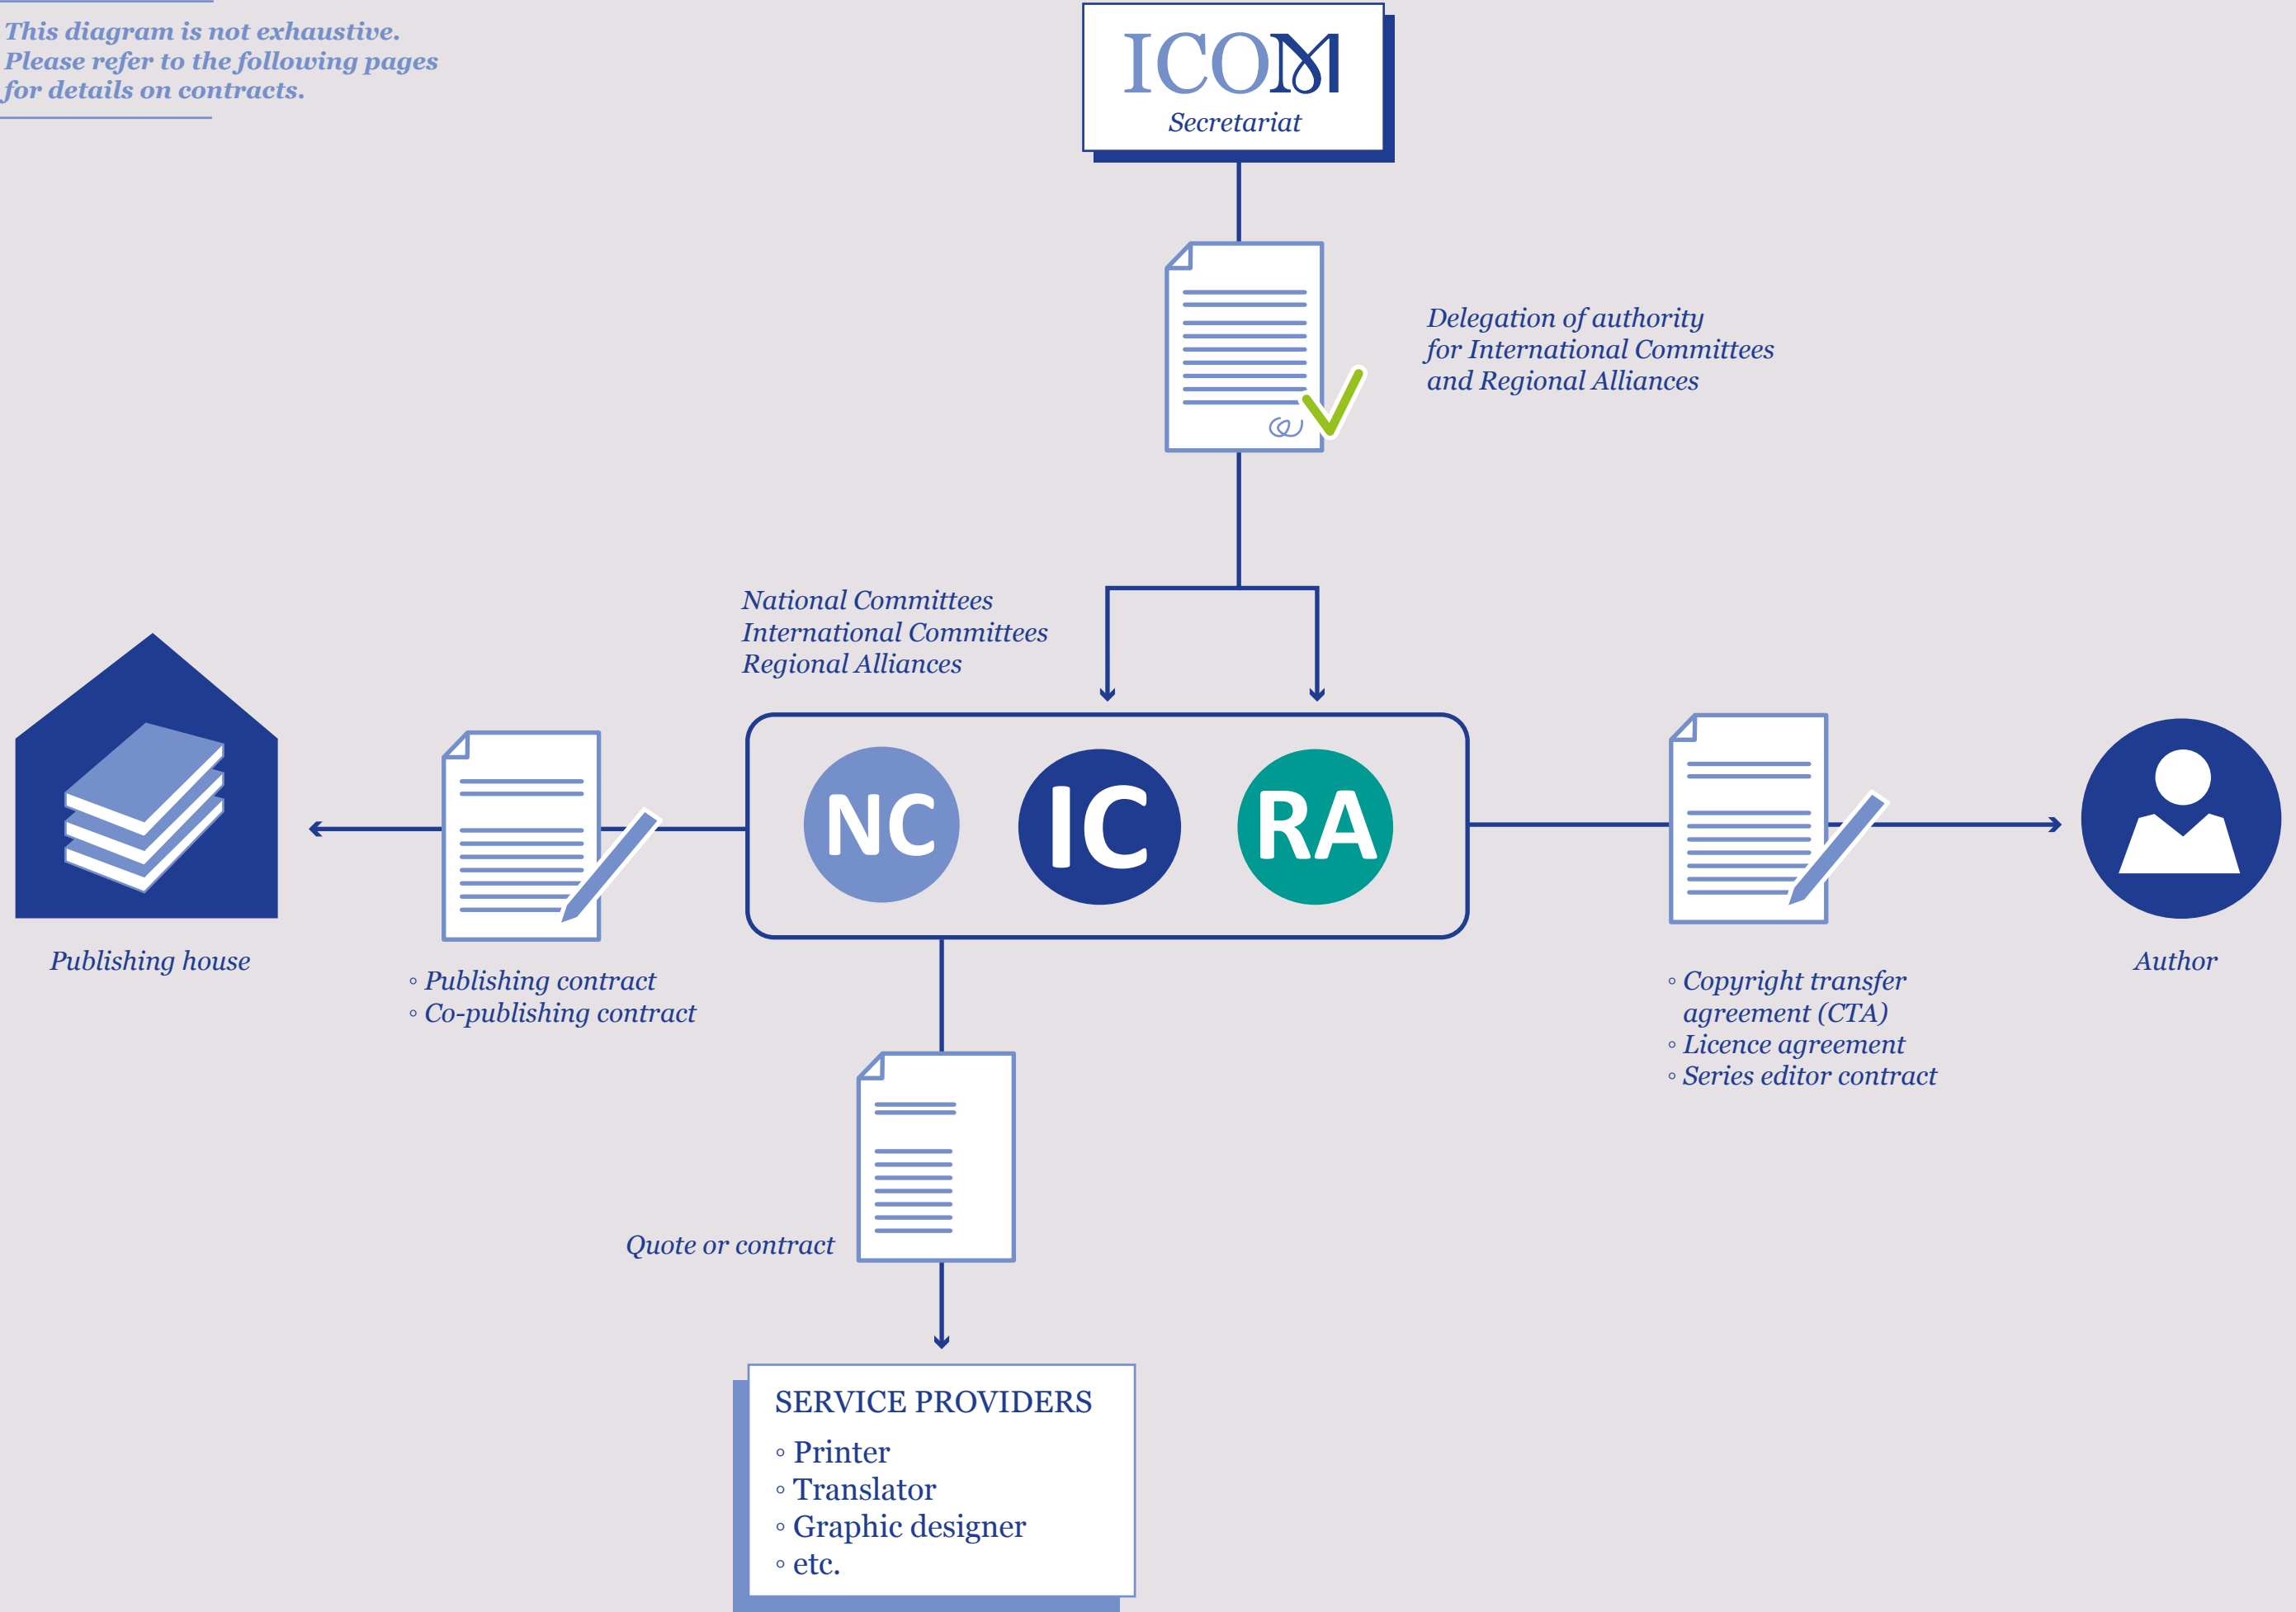 This diagram is not exhaustive.
Please refer to the following pages
for details on contracts.
ICOM
Secretariat
Delegation of authority
for International Committees
and Regional Alliances
National Committees
International Committees
Regional Alliances
NC
IC
RA
Publishing house
◦ Publishing contract
◦ Co-publishing contract
◦ Copyright transfer
agreement (CTA)
◦ Licence agreement
◦ Series editor contract
Author
Quote or contract
SERVICE PROVIDERS
◦ Printer
◦ Translator
◦ Graphic designer
◦ etc.